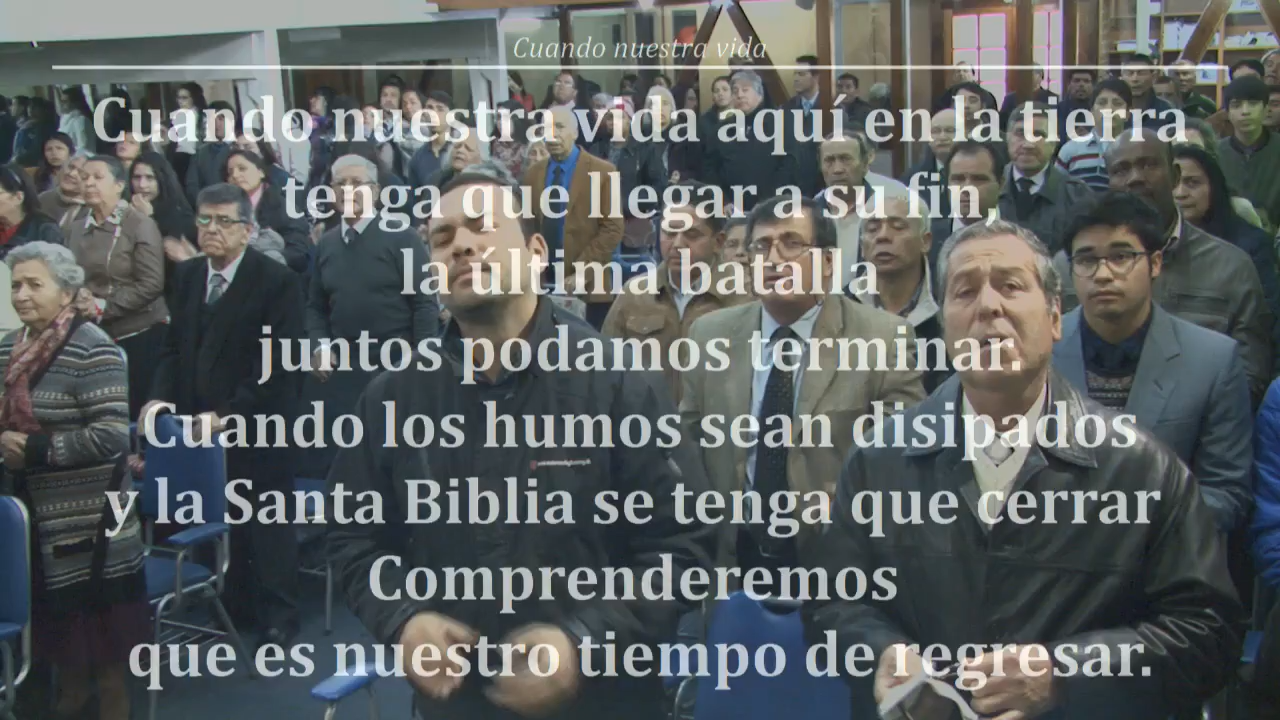 Cuando nuestra vida
Cuando nuestra vida aquí en la tierra
tenga que llegar a su fin,
la última batalla
juntos podamos terminar.
Cuando los humos sean disipados
y la Santa Biblia se tenga que cerrar
Comprenderemos
que es nuestro tiempo de regresar.